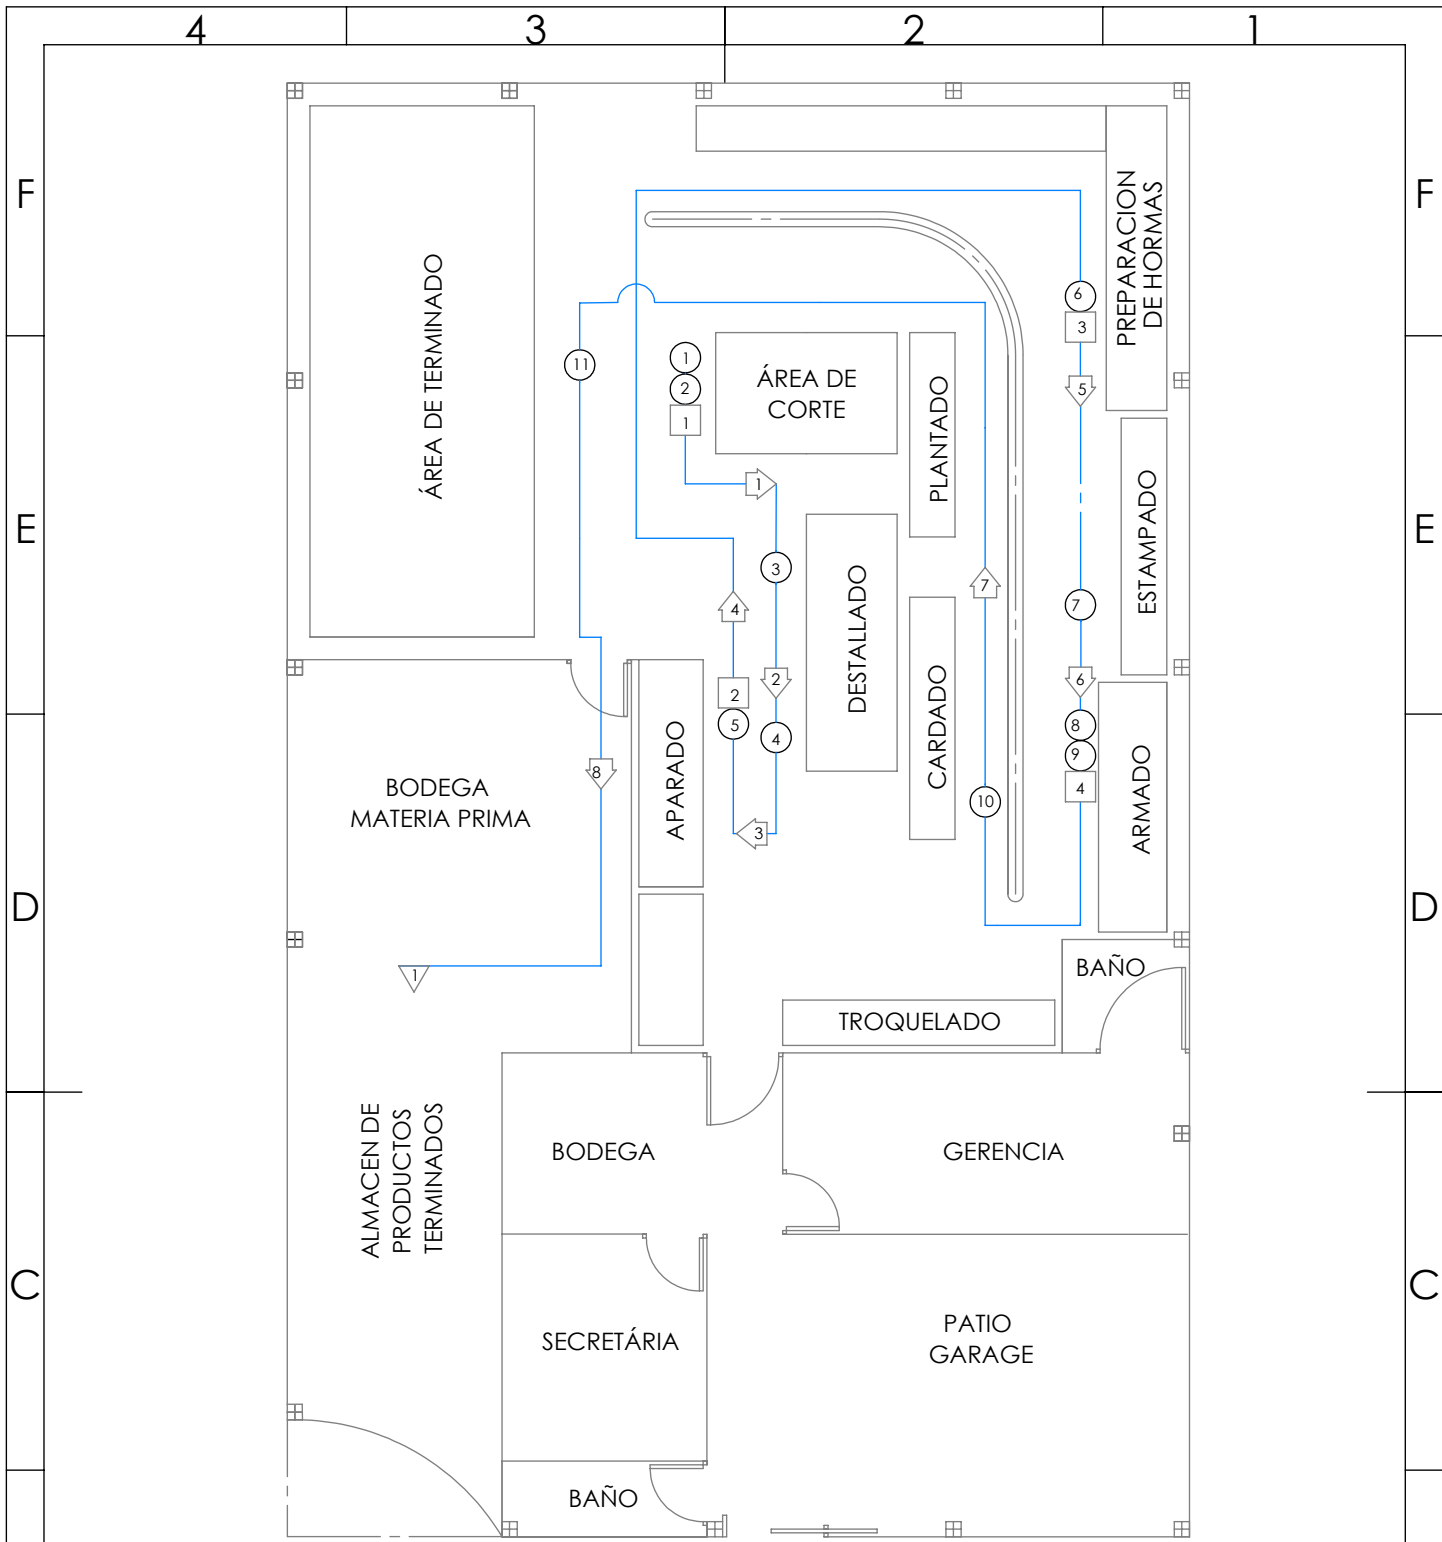 4
3
2
1
F
F
PREPARACION
DE HORMAS
6
3
5
ÁREA DE TERMINADO
11
1
2
1
ÁREA DE
CORTE
PLANTADO
1
E
E
ESTAMPADO
3
DESTALLADO
7
7
4
2
6
2
5
4
APARADO
CARDADO
8
9
4
ARMADO
8
BODEGA
MATERIA PRIMA
10
3
D
D
1
BAÑO
TROQUELADO
ALMACEN DE
PRODUCTOS
TERMINADOS
BODEGA
GERENCIA
C
C
SECRETÁRIA
PATIO
GARAGE
BAÑO